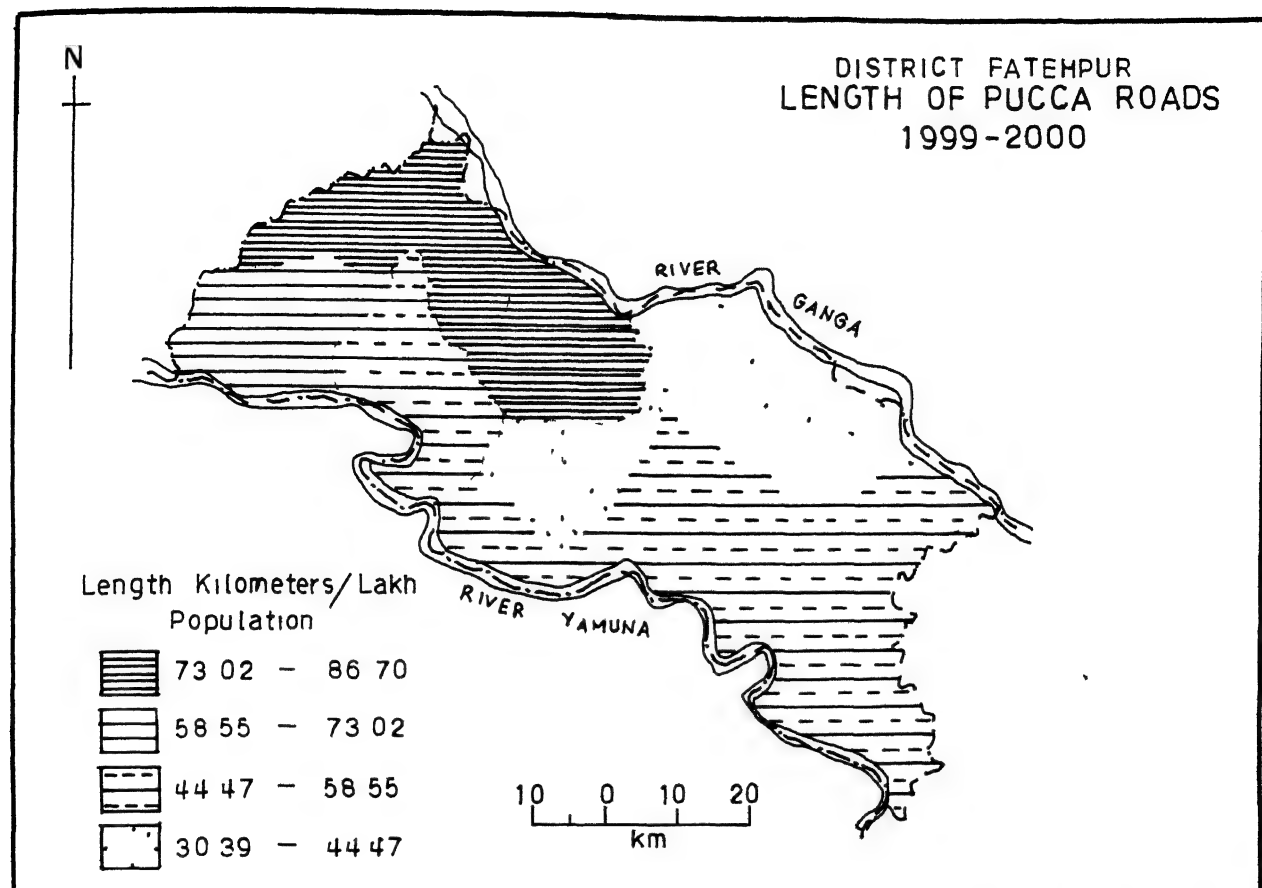 N
DISTRICT FATEHPUR
LENGTH OF PUCCA ROADS
1999-2000
RIVER GANGA
RIVER YAMUNA
Length Kilometers/Lakh
Population
73 02 - 86 70
58 55 - 73 02
44 47 - 58 55
30 39 - 44 47
10 0 10 20
km